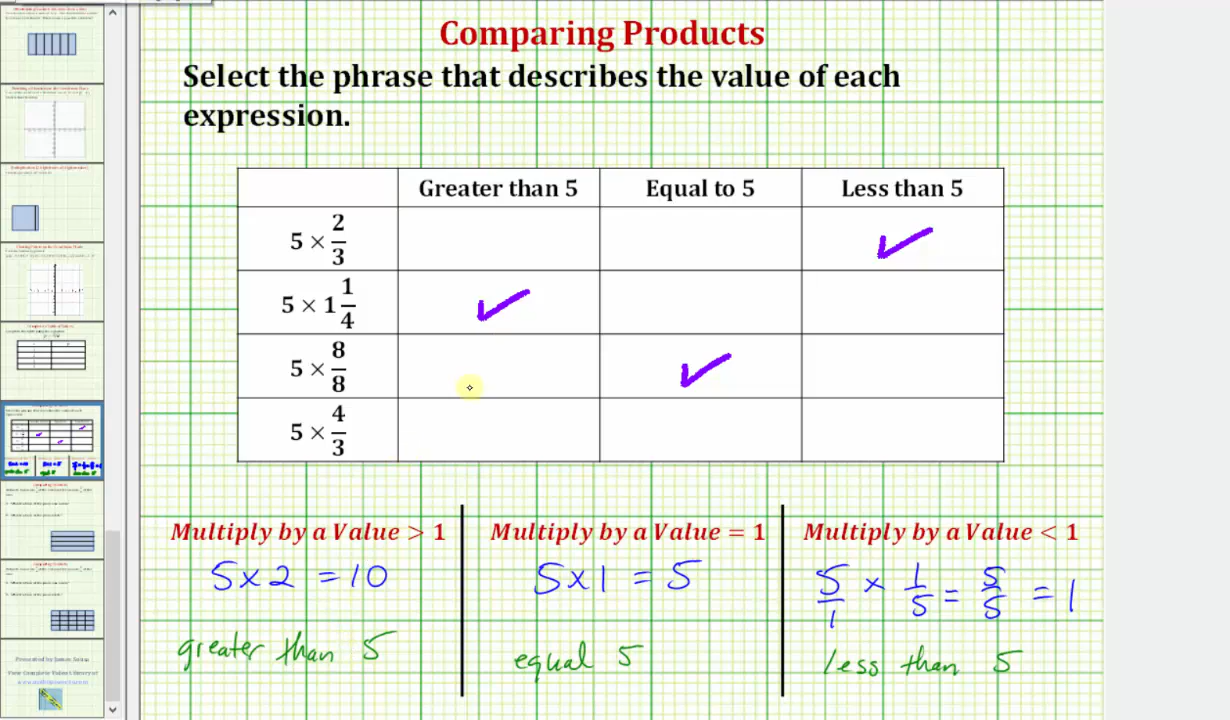 Comparing Products
Select the phrase that describes the value of each
expression.
Greater than 5 Equal to 5 Less than 5
5 × 2/3
5 × 1 1/4
5 × 8/8
5 × 4/3
Multiply by a Value > 1 Multiply by a Value = 1 Multiply by a Value < 1
5 × 2 = 10 5 × 1 = 5 5/1 × 1/5 = 5/5 = 1
greater than 5 equal 5 less than 5